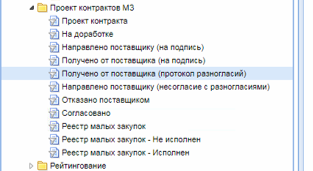 Проект контрактов МЗ
Проект контракта
На доработке
Направлено поставщику (на подпись)
Получено от поставщика (на подпись)
Получено от поставщика (протокол разногласий)
Направлено поставщику (несогласие с разногласиями)
Отказано поставщиком
Согласовано
Реестр малых закупок
Реестр малых закупок - Не исполнен
Реестр малых закупок - Исполнен
Рейтингование